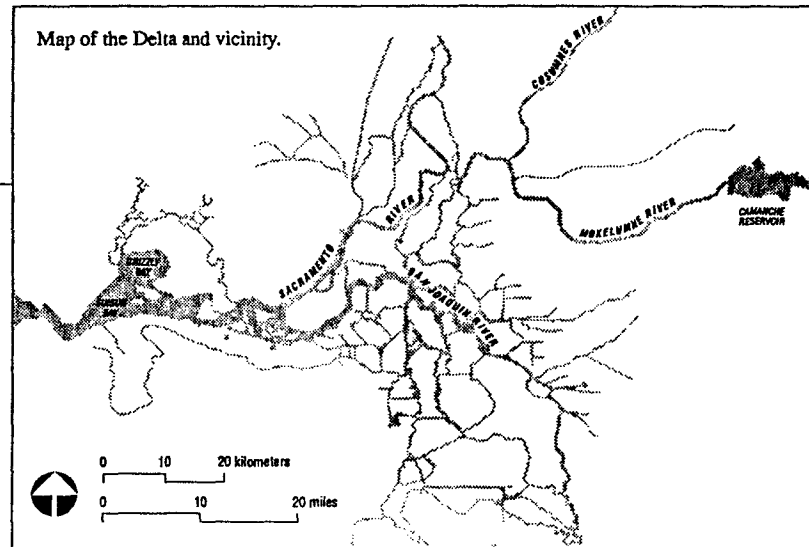 Map of the Delta and vicinity.
COSUMNES RIVER
CAMANCHE
RESERVOIR
MOKELUMNE RIVER
SACRAMENTO RIVER
SAN JOAQUIN RIVER
GRIZZLY
BAY
SUISUN
BAY
0 10 20 kilometers
0 10 20 miles